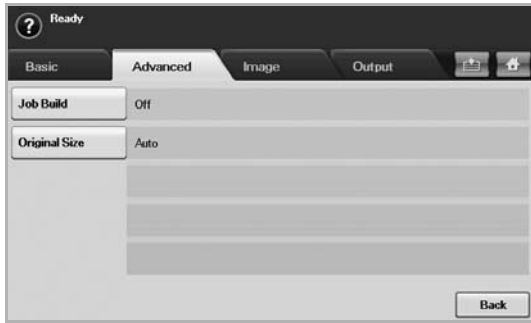 Ready
Basic Advanced Image Output
Job Build Off
Original Size Auto
Back